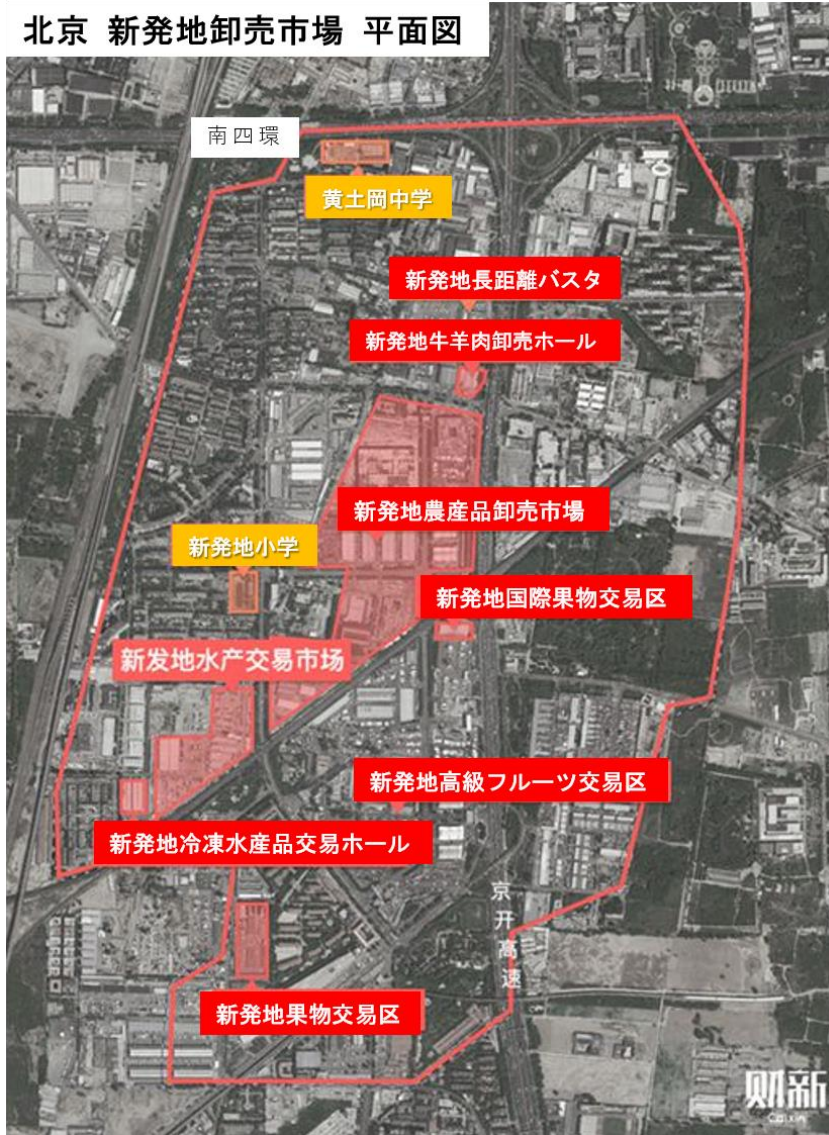 北京 新発地卸売市場 平面図
南四環
黄土岡中学
新発地長距離バスタ
新発地牛羊肉卸売ホール
新発地農産品卸売市場
新発地小学
新発地国際果物交易区
新发地水产交易市场
新発地高級フルーツ交易区
新発地冷凍水産品交易ホール
京开高速
新発地果物交易区
财新
Caixin